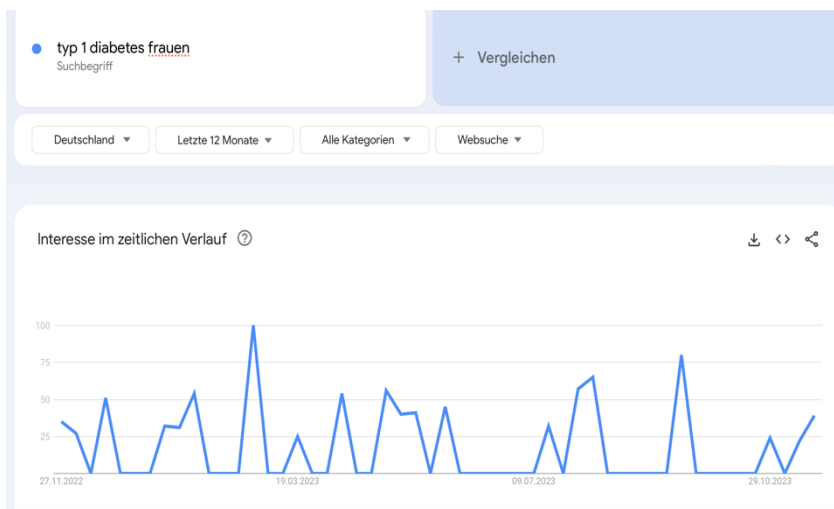 typ 1 diabetes frauen
Suchbegriff
+ Vergleichen
Deutschland
Letzte 12 Monate
Alle Kategorien
Websuche
Interesse im zeitlichen Verlauf
100
75
50
25
27.11.2022
19.03.2023
09.07.2023
29.10.2023